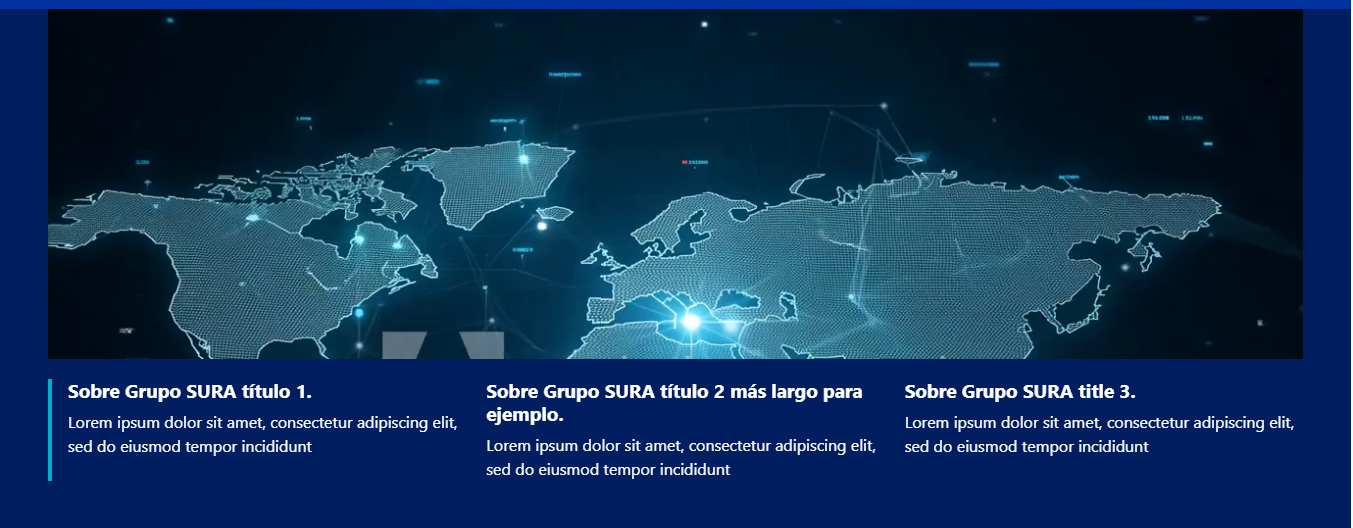 Sobre Grupo SURA título 1.
Lorem ipsum dolor sit amet, consectetur adipiscing elit,
sed do eiusmod tempor incididunt
Sobre Grupo SURA título 2 más largo para
ejemplo.
Lorem ipsum dolor sit amet, consectetur adipiscing elit,
sed do eiusmod tempor incididunt
Sobre Grupo SURA title 3.
Lorem ipsum dolor sit amet, consectetur adipiscing elit,
sed do eiusmod tempor incididunt